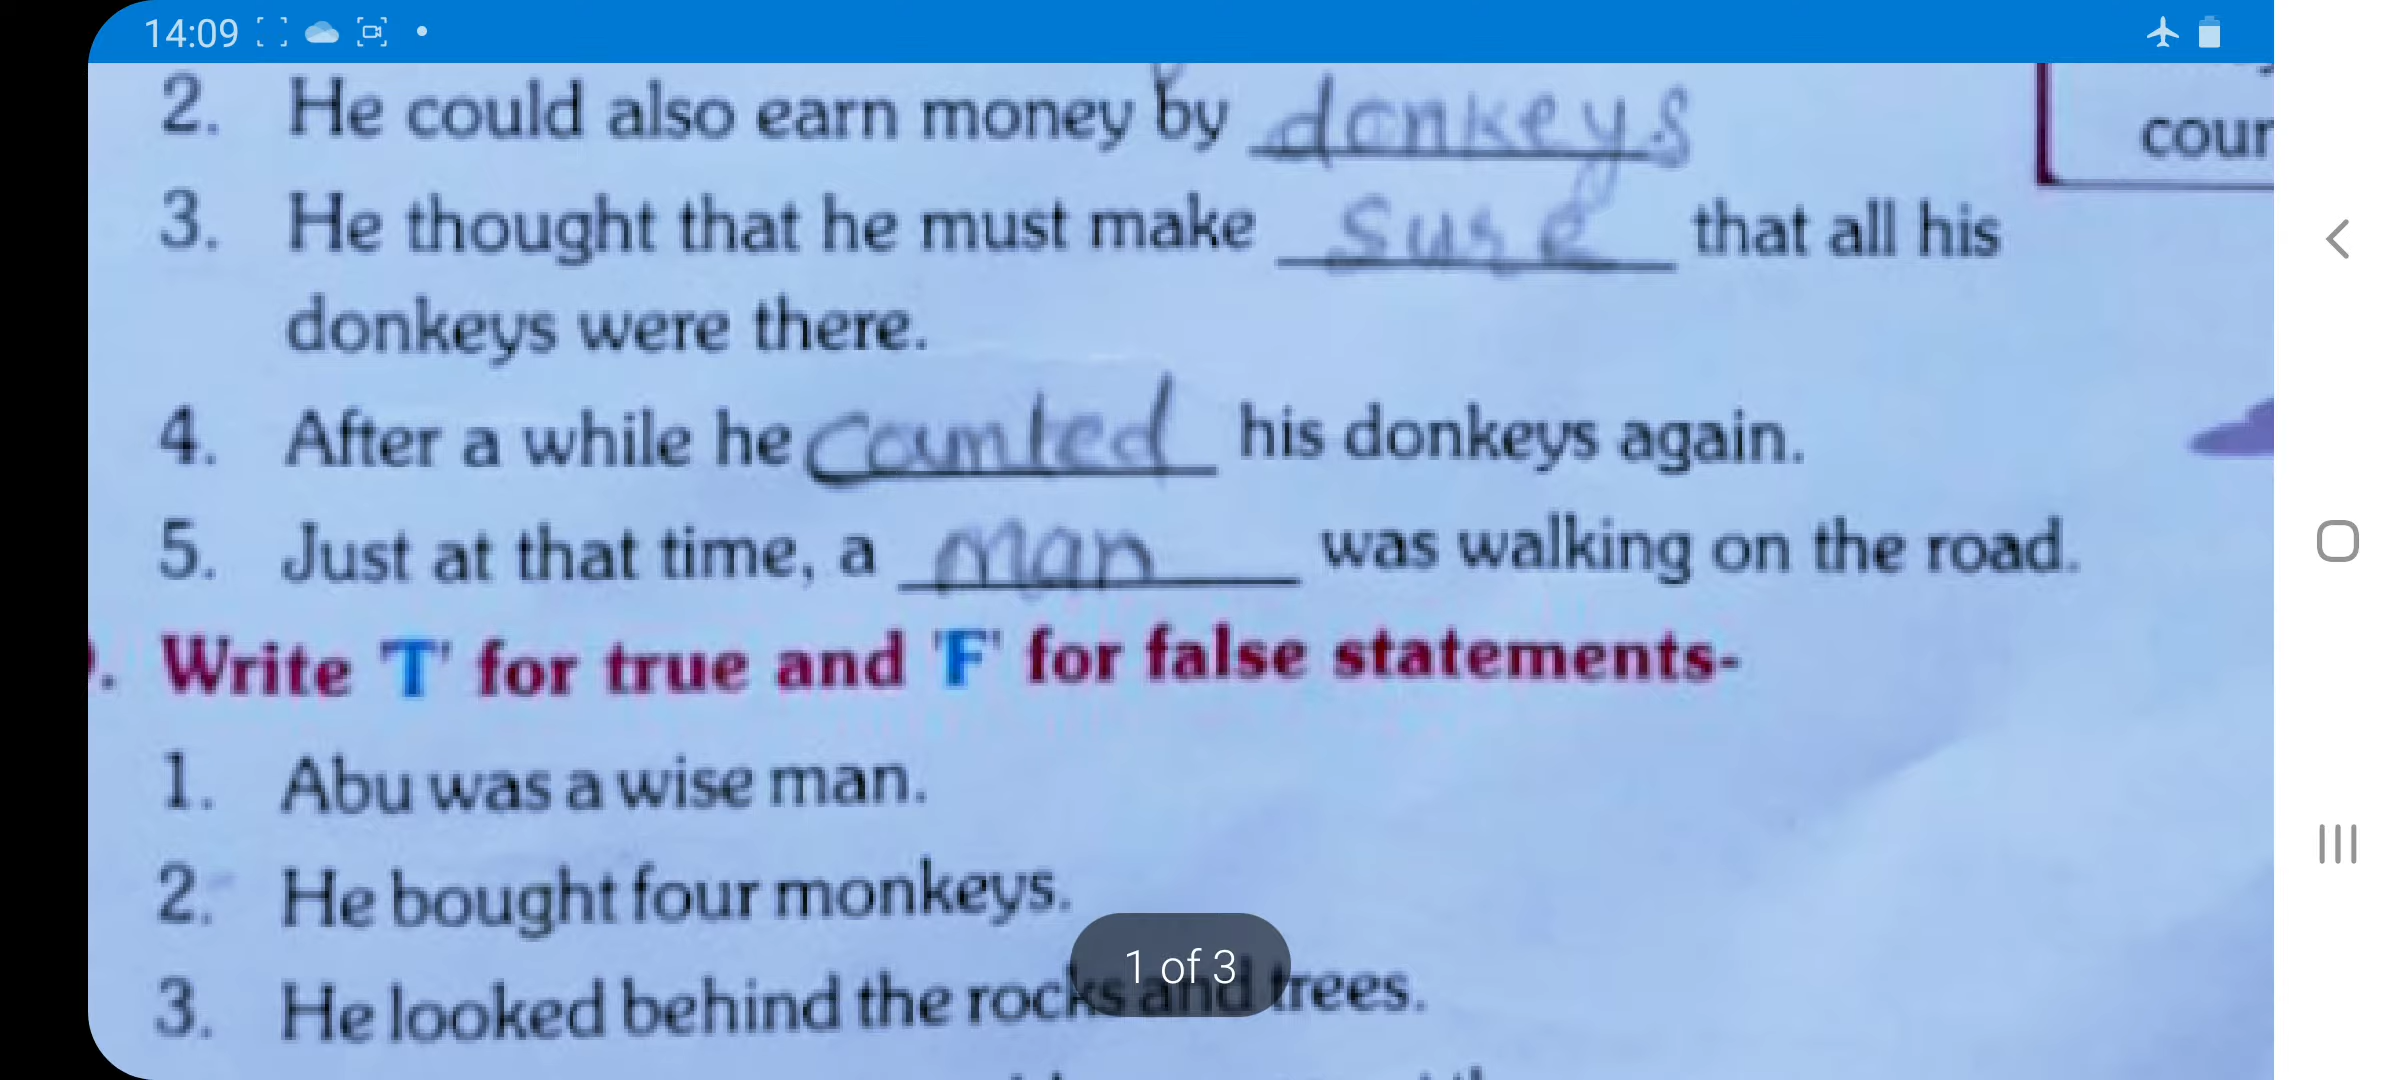 14:09
2. He could also earn money by donkeys
cour
3. He thought that he must make sure that all his
donkeys were there.
4. After a while he counted his donkeys again.
5. Just at that time, a man was walking on the road.
. Write 'T' for true and 'F' for false statements-
1. Abu was a wise man.
2. He bought four monkeys.
3. He looked behind the rocks and trees.
1 of 3